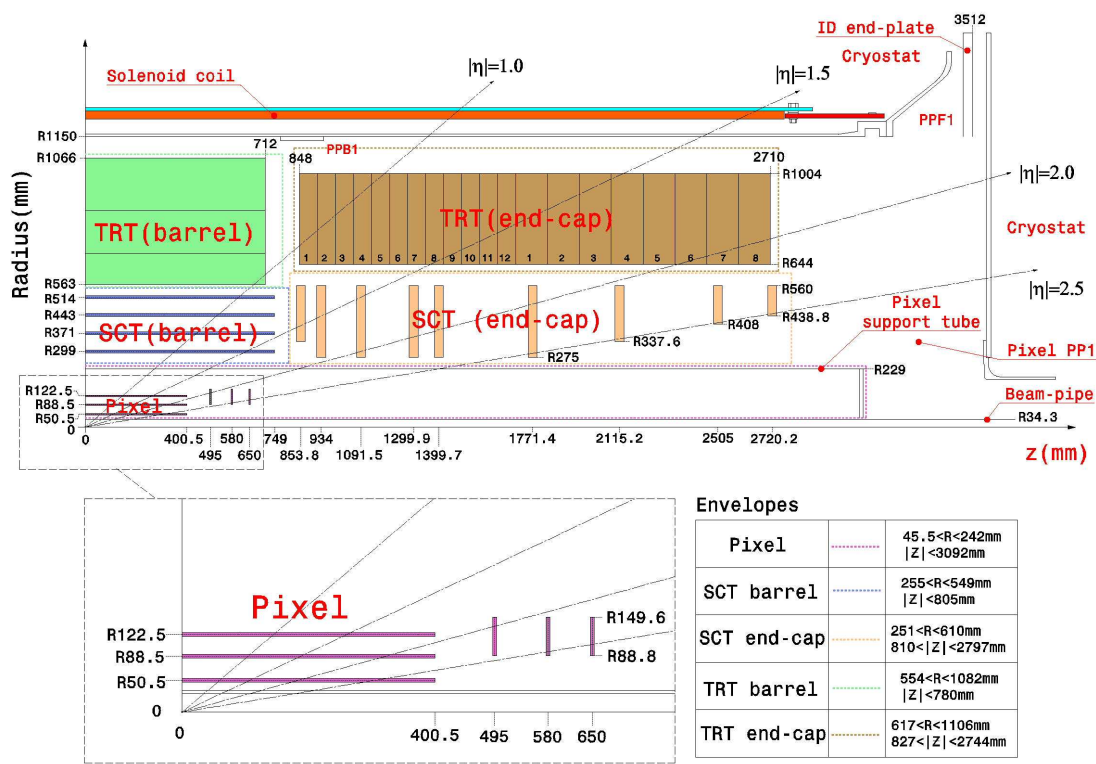 3512
ID end-plate
Cryostat
|η|=1.0
|η|=1.5
Solenoid coil
PPF1
R1150
712
PPB1
R1066
848
2710
R1004
|η|=2.0
TRT(barrel)
TRT(end-cap)
Cryostat
Radius(mm)
1 2 3 4 5 6 7 8 9 10 11 12 1 2 3 4 5 6 7 8
R644
R563
R560
|η|=2.5
R514
R443
R438.8
Pixel
support tube
SCT(barrel)
SCT (end-cap)
R408
R371
R337.6
Pixel PP1
R299
R275
R229
R122.5
R88.5
Pixel
R50.5
Beam-pipe
R34.3
0
0
400.5
495
580
650
749
853.8
934
1091.5
1299.9
1399.7
1771.4
2115.2
2505
2720.2
z(mm)
Pixel
R122.5
R149.6
R88.5
R88.8
R50.5
0
0
400.5
495
580
650
Envelopes
Pixel
45.5<R<242mm
|Z|<3092mm
SCT barrel
255<R<549mm
|Z|<805mm
SCT end-cap
251<R<610mm
810<|Z|<2797mm
TRT barrel
554<R<1082mm
|Z|<780mm
TRT end-cap
617<R<1106mm
827<|Z|<2744mm